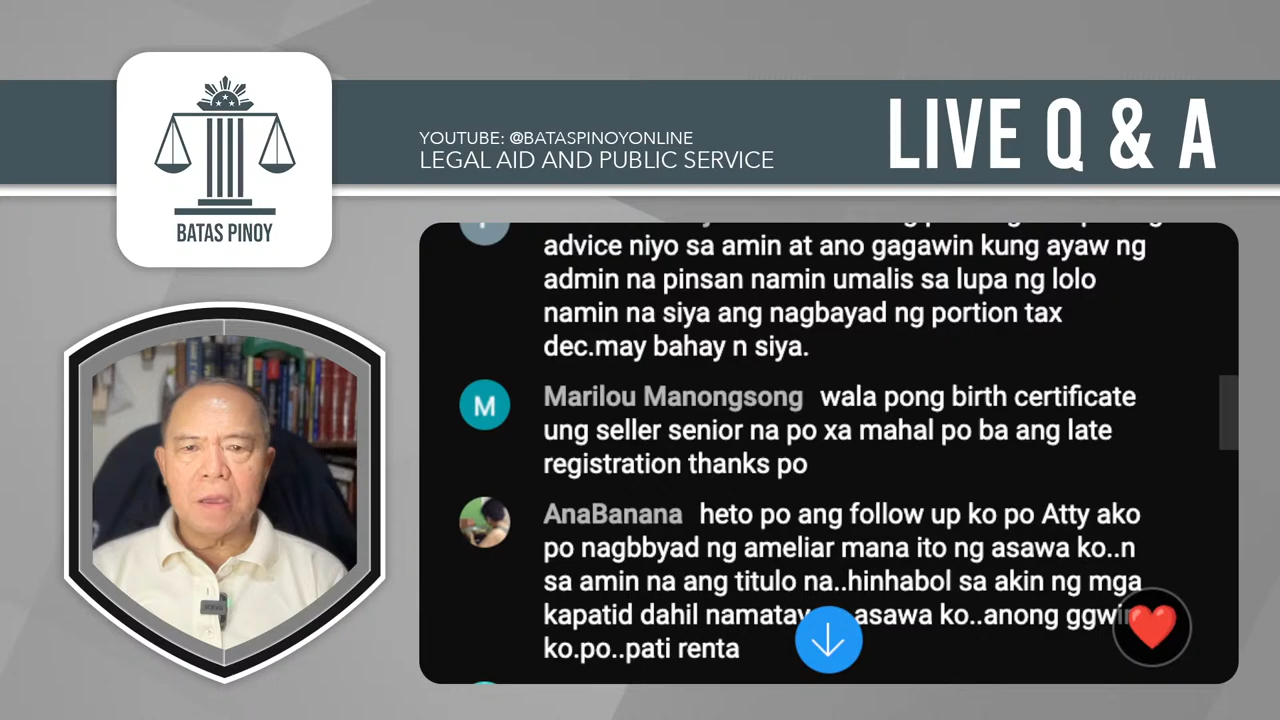 BATAS PINOY
YOUTUBE: @BATASPINOYONLINE
LEGAL AID AND PUBLIC SERVICE
LIVE Q & A
advice niyo sa amin at ano gagawin kung ayaw ng
admin na pinsan namin umalis sa lupa ng lolo
namin na siya ang nagbayad ng portion tax
dec.may bahay n siya.
M
Marilou Manongsong wala pong birth certificate
ung seller senior na po xa mahal po ba ang late
registration thanks po
AnaBanana heto po ang follow up ko po Atty ako
po nagbbyad ng ameliar mana ito ng asawa ko..n
sa amin na ang titulo na..hinhabol sa akin ng mga
kapatid dahil asawa ko..anong
ko.po..pati renta